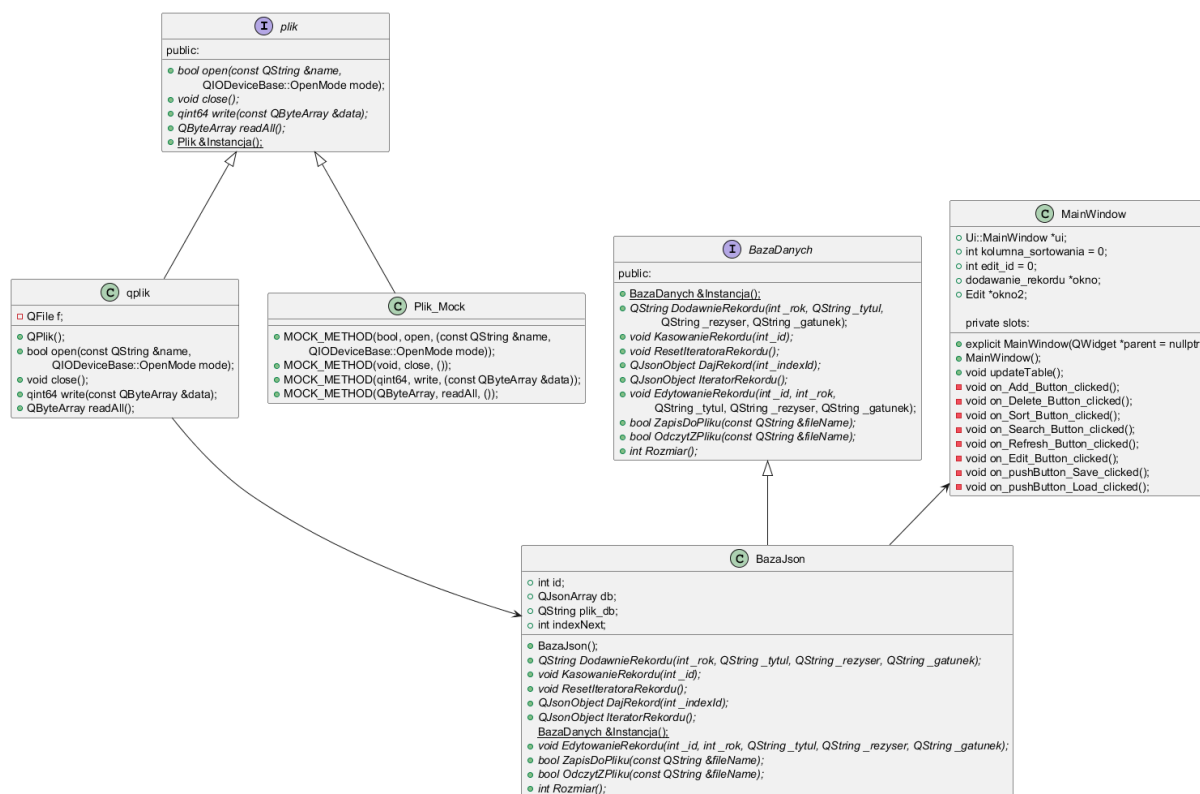 I plik
public:
bool open(const QString &name,
QIODeviceBase::OpenMode mode);
void close();
qint64 write(const QByteArray &data);
QByteArray readAll();
Plik &Instancja();
C qplik
QFile f;
QPlik();
bool open(const QString &name,
QIODeviceBase::OpenMode mode);
void close();
qint64 write(const QByteArray &data);
QByteArray readAll();
C Plik_Mock
MOCK_METHOD(bool, open, (const QString &name,
QIODeviceBase::OpenMode mode));
MOCK_METHOD(void, close, ());
MOCK_METHOD(qint64, write, (const QByteArray &data));
MOCK_METHOD(QByteArray, readAll, ());
I BazaDanych
public:
BazaDanych &Instancja();
QString DodawnieRekordu(int _rok, QString _tytul,
QString _rezyser, QString _gatunek);
void KasowanieRekordu(int _id);
void ResetIteratoraRekordu();
QJsonObject DajRekord(int _indexId);
QJsonObject IteratorRekordu();
void EdytowanieRekordu(int _id, int _rok,
QString _tytul, QString _rezyser, QString _gatunek);
bool ZapisDoPliku(const QString &fileName);
bool OdczytZPliku(const QString &fileName);
int Rozmiar();
C MainWindow
Ui::MainWindow *ui;
int kolumna_sortowania = 0;
int edit_id = 0;
dodawanie_rekordu *okno;
Edit *okno2;
private slots:
explicit MainWindow(QWidget *parent = nullptr
MainWindow();
void updateTable();
void on_Add_Button_clicked();
void on_Delete_Button_clicked();
void on_Sort_Button_clicked();
void on_Search_Button_clicked();
void on_Refresh_Button_clicked();
void on_Edit_Button_clicked();
void on_pushButton_Save_clicked();
void on_pushButton_Load_clicked();
C BazaJson
int id;
QJsonArray db;
QString plik_db;
int indexNext;
BazaJson();
QString DodawnieRekordu(int _rok, QString _tytul, QString _rezyser, QString _gatunek);
void KasowanieRekordu(int _id);
void ResetIteratoraRekordu();
QJsonObject DajRekord(int _indexId);
QJsonObject IteratorRekordu();
BazaDanych &Instancja();
void EdytowanieRekordu(int _id, int _rok, QString _tytul, QString _rezyser, QString _gatunek);
bool ZapisDoPliku(const QString &fileName);
bool OdczytZPliku(const QString &fileName);
int Rozmiar();